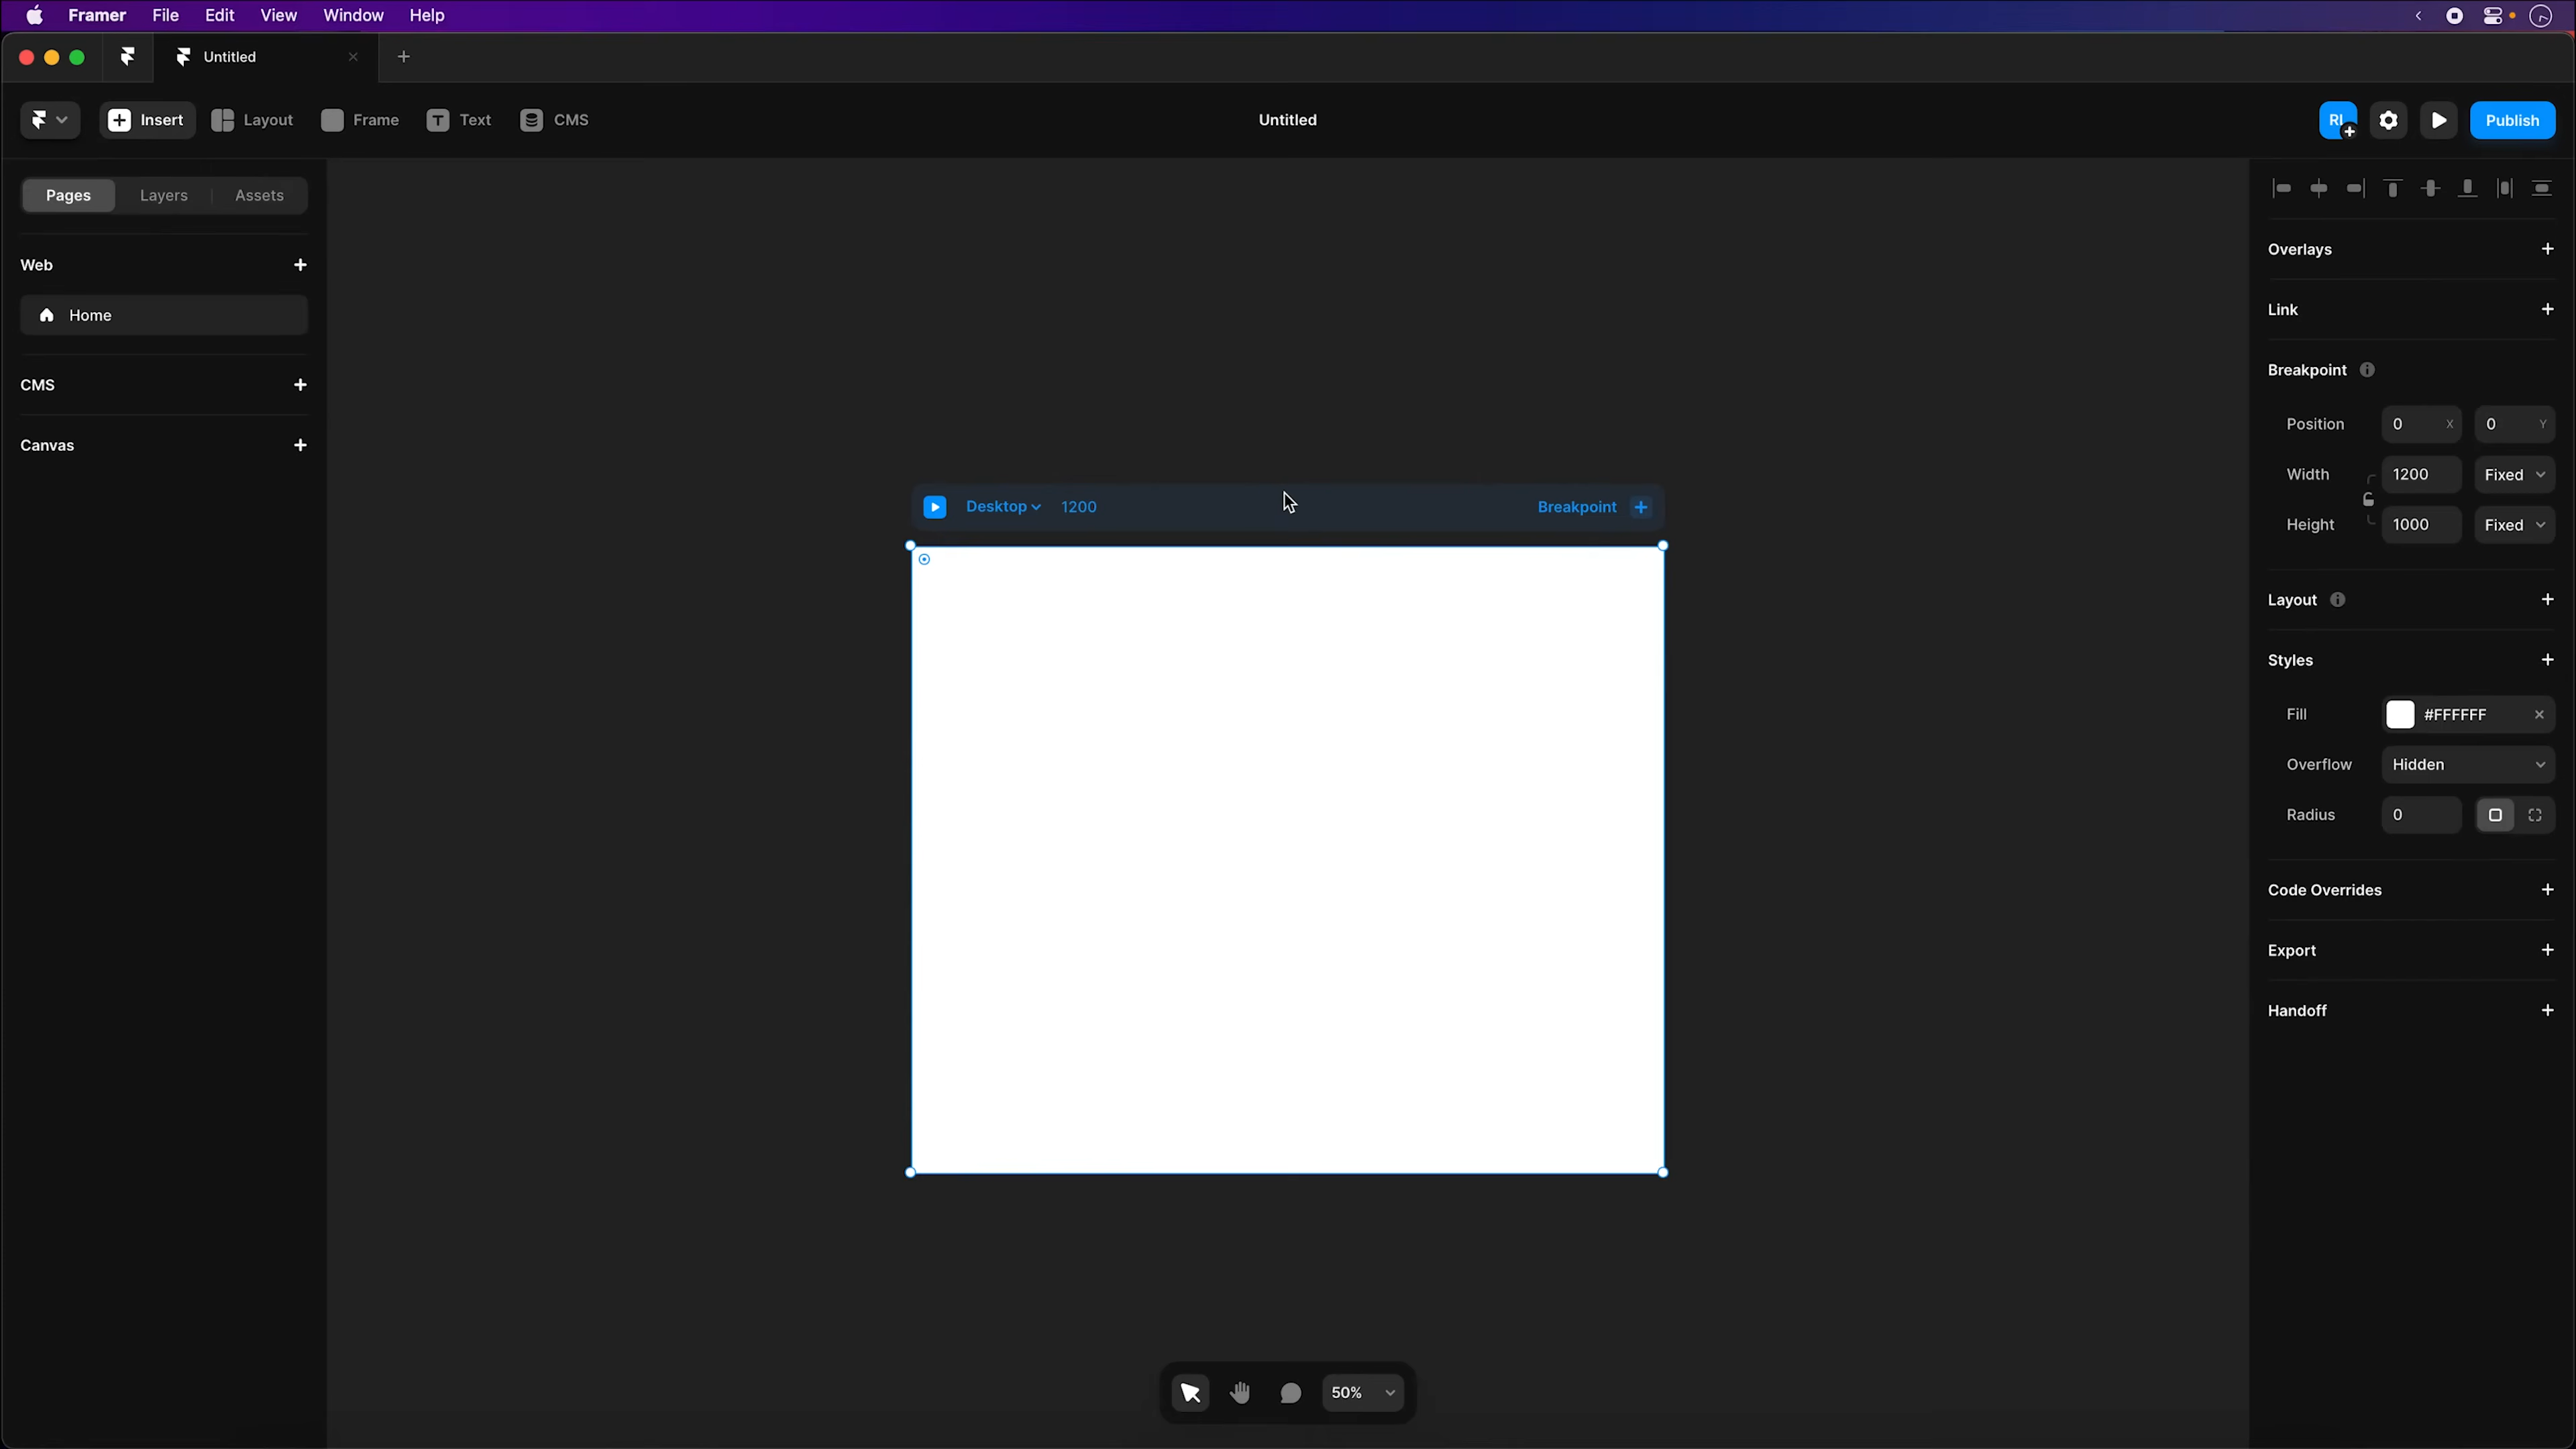 Framer File Edit View Window Help
Untitled
Insert Layout Frame Text CMS
Untitled
RI
Publish
Pages Layers Assets
Web
Home
CMS
Canvas
Desktop 1200
Breakpoint
50%
Overlays
Link
Breakpoint
Position 0 X 0 Y
Width 1200 Fixed
Height 1000 Fixed
Layout
Styles
Fill #FFFFFF
Overflow Hidden
Radius 0
Code Overrides
Export
Handoff